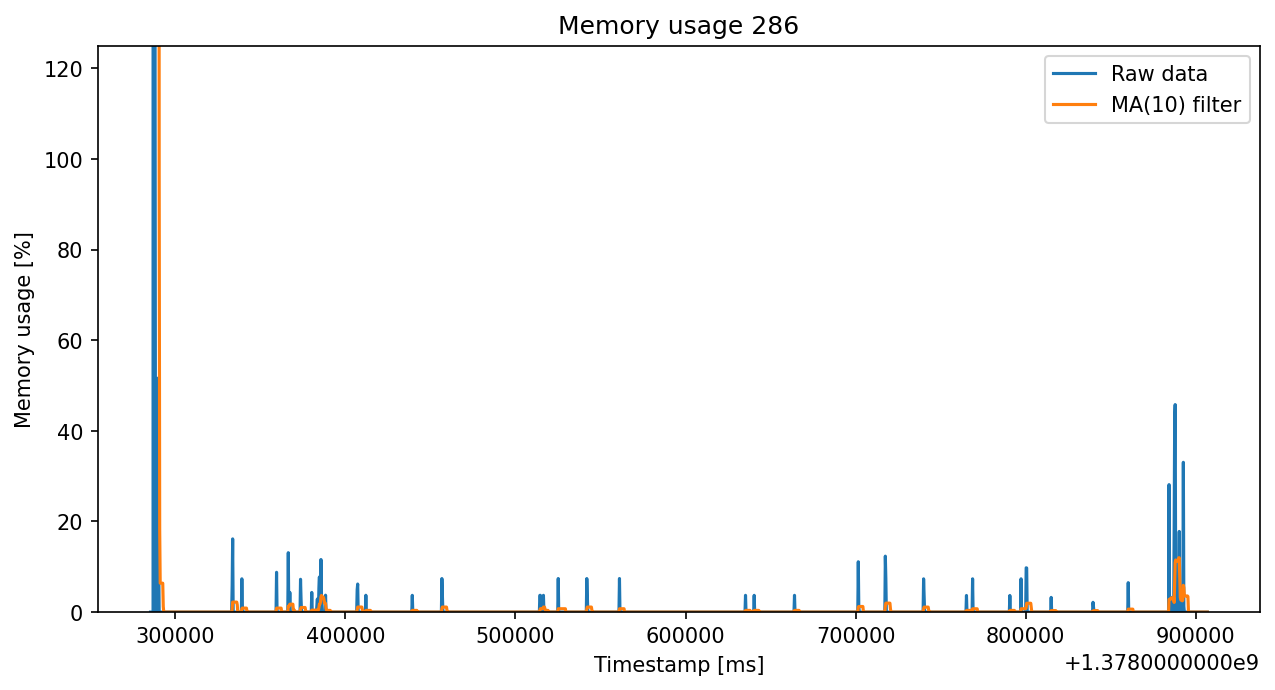 Memory usage 286
Raw data
MA(10) filter
Memory usage [%]
120
100
80
60
40
20
0
300000 400000 500000 600000 700000 800000 900000
Timestamp [ms]
+1.3780000000e9